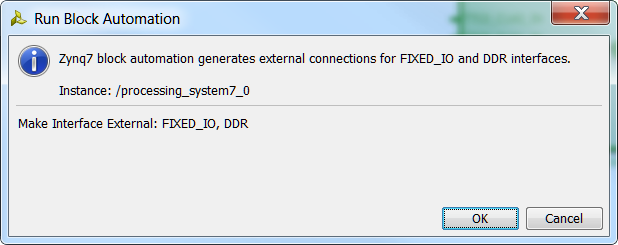 Run Block Automation
Zynq7 block automation generates external connections for FIXED_IO and DDR interfaces.
Instance: /processing_system7_0
Make Interface External: FIXED_IO, DDR
OK
Cancel